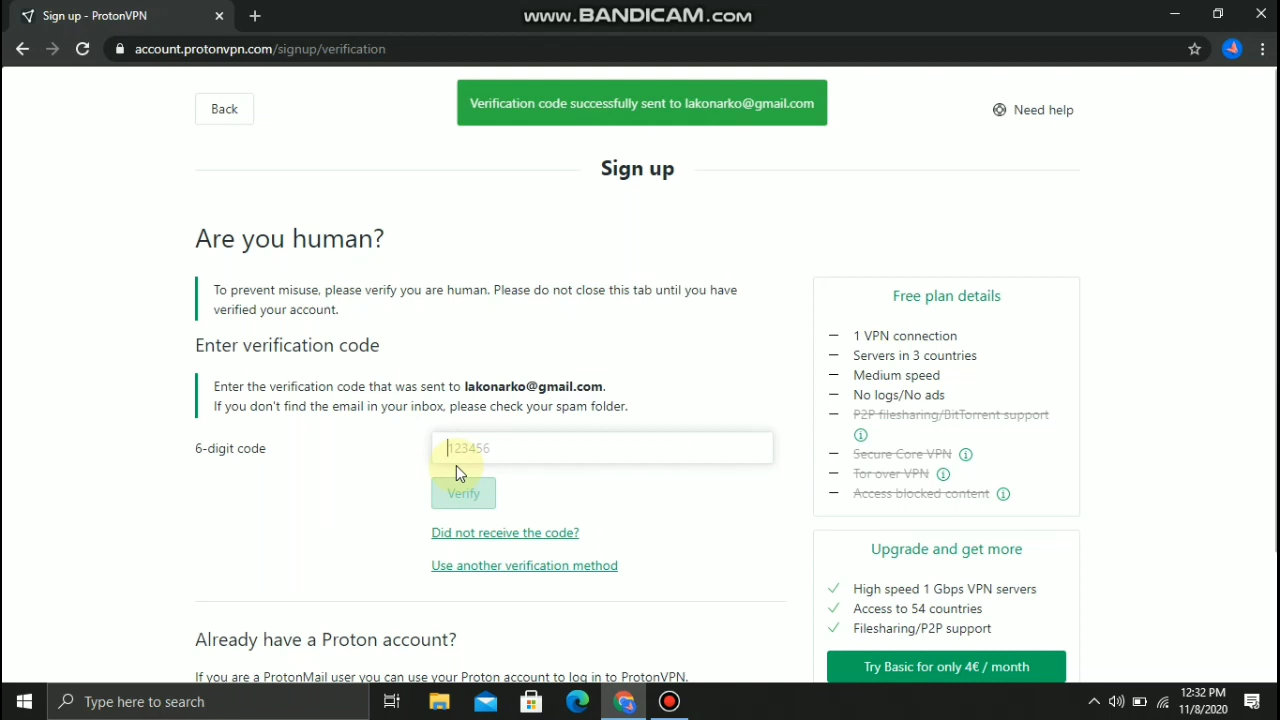 Sign up - ProtonVPN
www.BANDICAM.com
account.protonvpn.com/signup/verification
Back
Verification code successfully sent to lakonarko@gmail.com
Need help
Sign up
Are you human?
To prevent misuse, please verify you are human. Please do not close this tab until you have
verified your account.
Enter verification code
Enter the verification code that was sent to lakonarko@gmail.com.
If you don't find the email in your inbox, please check your spam folder.
6-digit code
123456
Verify
Did not receive the code?
Use another verification method
Already have a Proton account?
If you are a ProtonMail user you can use your Proton account to log in to ProtonVPN.
Free plan details
1 VPN connection
Servers in 3 countries
Medium speed
No logs/No ads
P2P filesharing/BitTorrent support
Secure Core VPN
Tor over VPN
Access blocked content
Upgrade and get more
High speed 1 Gbps VPN servers
Access to 54 countries
Filesharing/P2P support
Try Basic for only 4€ / month
Type here to search
12:32 PM
11/8/2020